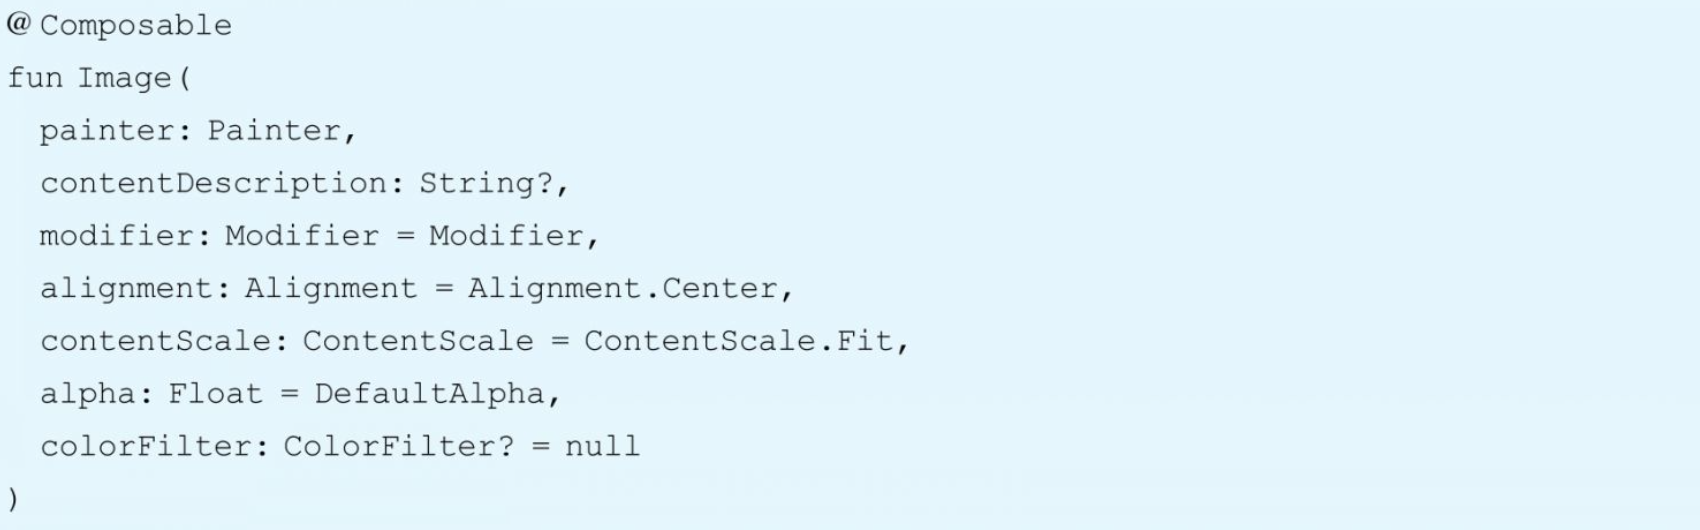 @Composable
fun Image(
  painter: Painter,
  contentDescription: String?,
  modifier: Modifier = Modifier,
  alignment: Alignment = Alignment.Center,
  contentScale: ContentScale = ContentScale.Fit,
  alpha: Float = DefaultAlpha,
  colorFilter: ColorFilter? = null
)